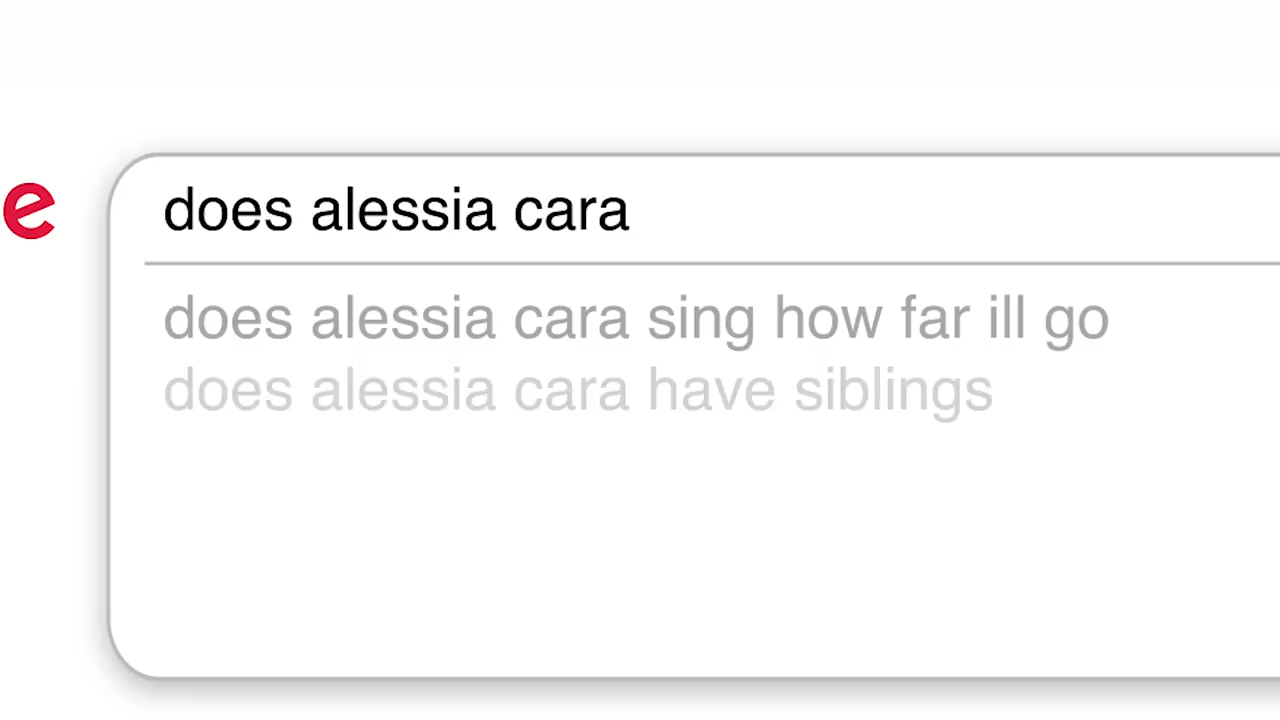 e
does alessia cara
does alessia cara sing how far ill go
does alessia cara have siblings